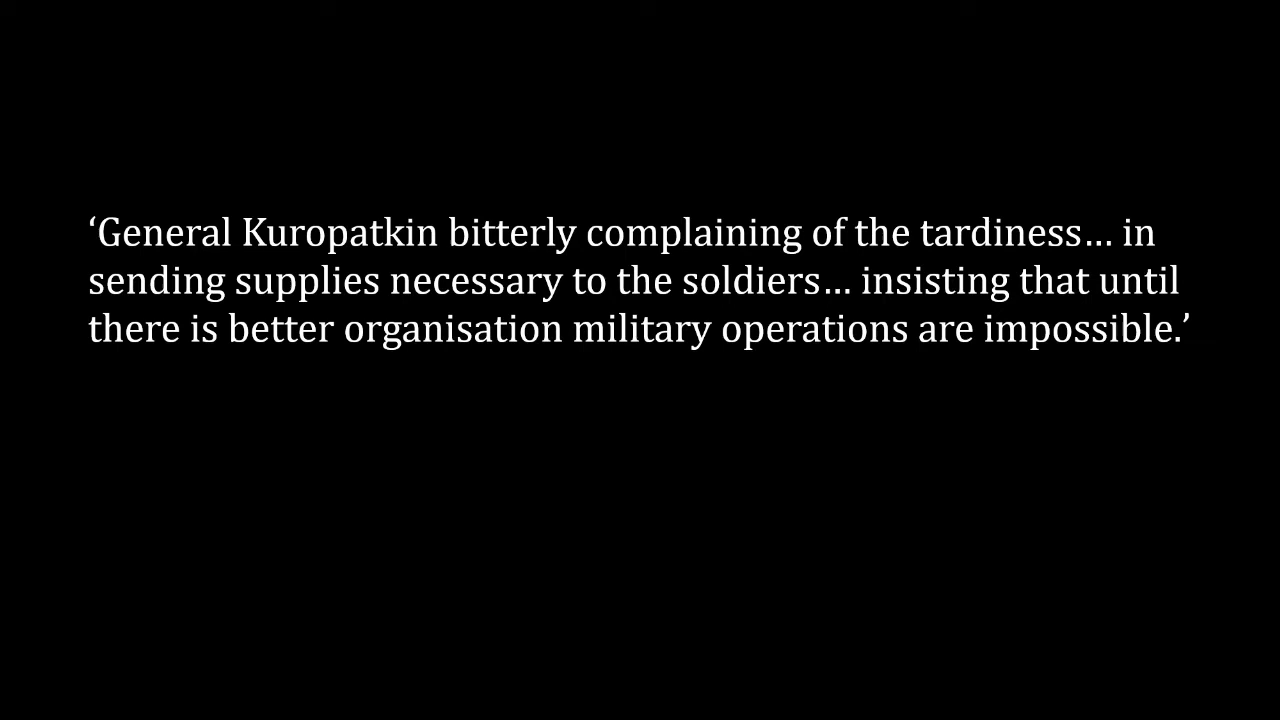 ‘General Kuropatkin bitterly complaining of the tardiness… in
sending supplies necessary to the soldiers… insisting that until
there is better organisation military operations are impossible.’